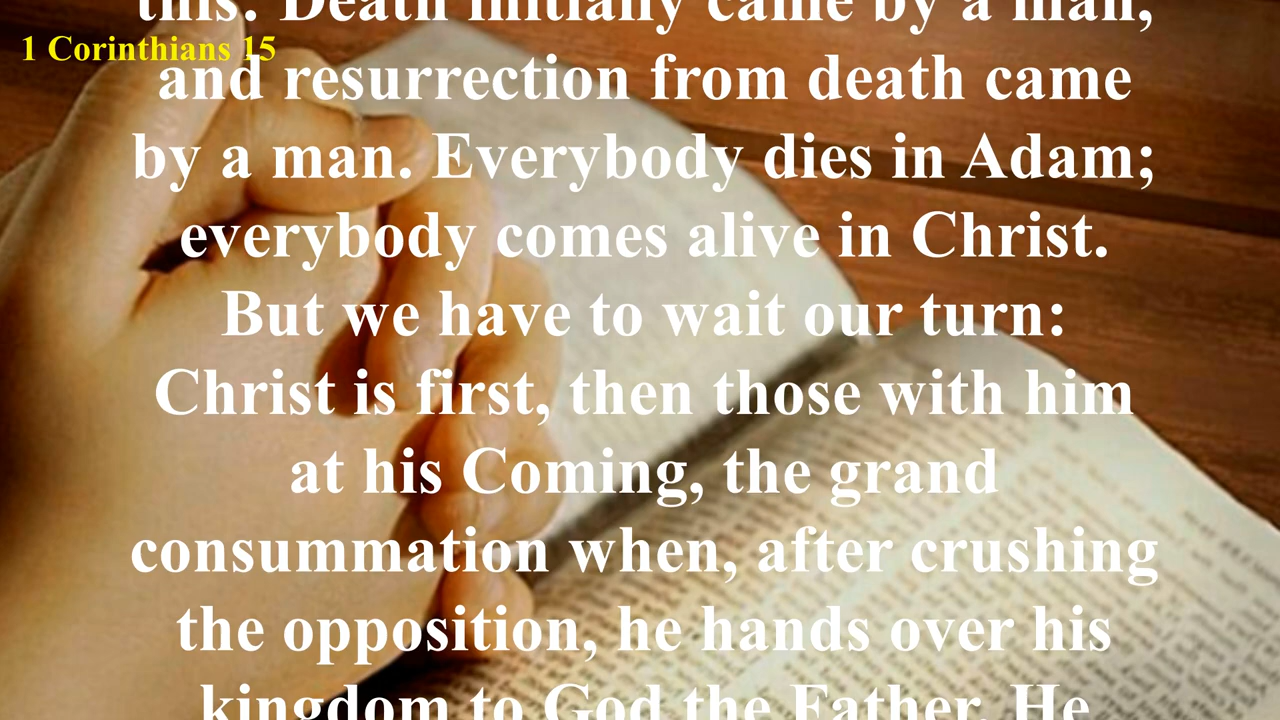 this: Death initially came by a man,
1 Corinthians 15
and resurrection from death came
by a man. Everybody dies in Adam;
everybody comes alive in Christ.
But we have to wait our turn:
Christ is first, then those with him
at his Coming, the grand
consummation when, after crushing
the opposition, he hands over his
kingdom to God the Father. He